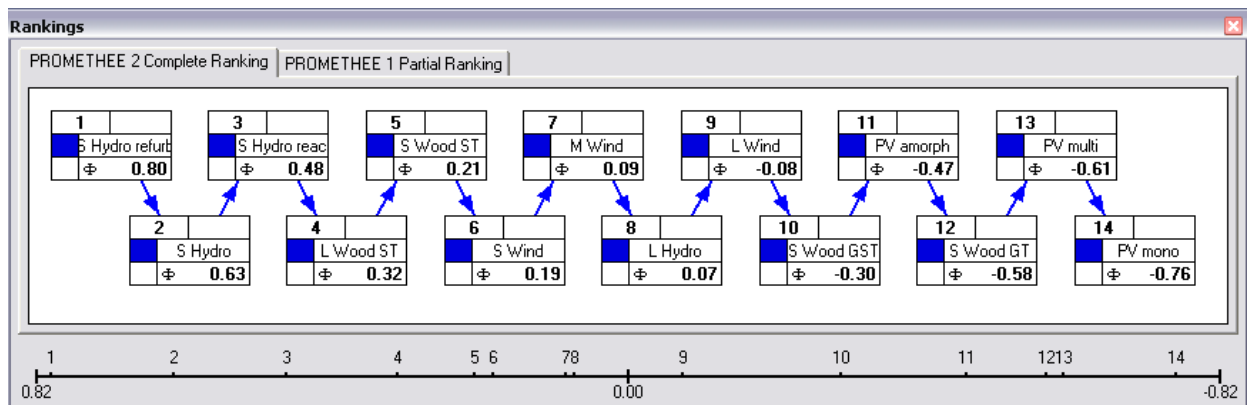 Rankings
PROMETHEE 2 Complete Ranking
PROMETHEE 1 Partial Ranking
1
S Hydro refurb
Φ 0.80
2
S Hydro
Φ 0.63
3
S Hydro reac
Φ 0.48
4
L Wood ST
Φ 0.32
5
S Wood ST
Φ 0.21
6
S Wind
Φ 0.19
7
M Wind
Φ 0.09
8
L Hydro
Φ 0.07
9
L Wind
Φ -0.08
10
S Wood GST
Φ -0.30
11
PV amorph
Φ -0.47
12
S Wood GT
Φ -0.58
13
PV multi
Φ -0.61
14
PV mono
Φ -0.76
1 2 3 4 5 6 78 9 10 11 1213 14
0.82 0.00 -0.82